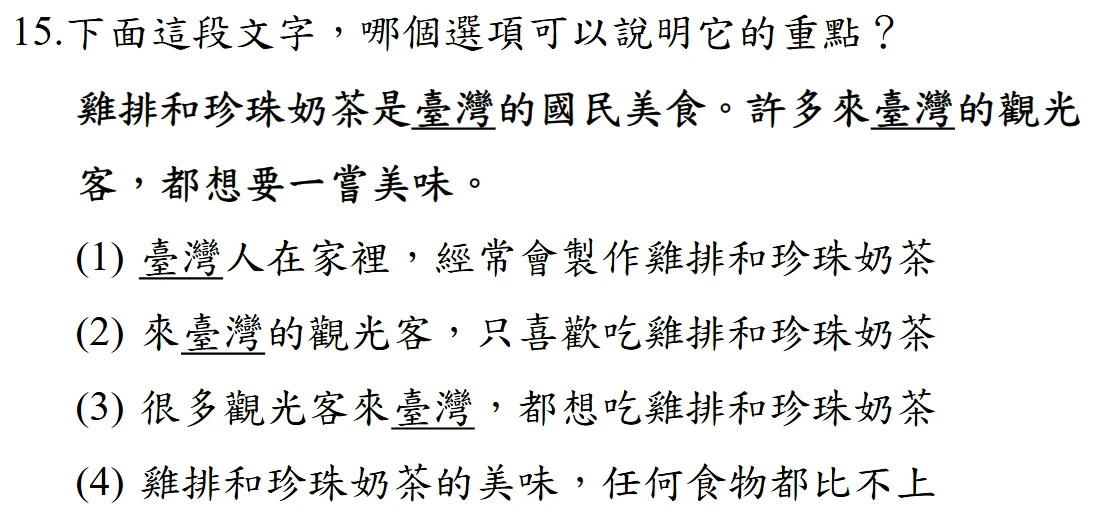 15.下面這段文字，哪個選項可以說明它的重點？
雞排和珍珠奶茶是臺灣的國民美食。許多來臺灣的觀光
客，都想要一嘗美味。
(1) 臺灣人在家裡，經常會製作雞排和珍珠奶茶
(2) 來臺灣的觀光客，只喜歡吃雞排和珍珠奶茶
(3) 很多觀光客來臺灣，都想吃雞排和珍珠奶茶
(4) 雞排和珍珠奶茶的美味，任何食物都比不上